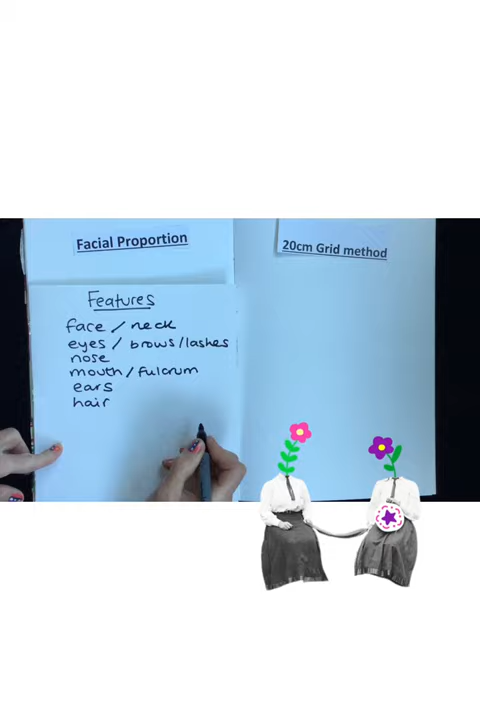 Facial Proportion
20cm Grid method
Features
face / neck
eyes / brows / lashes
nose
mouth / fulcrum
ears
hair